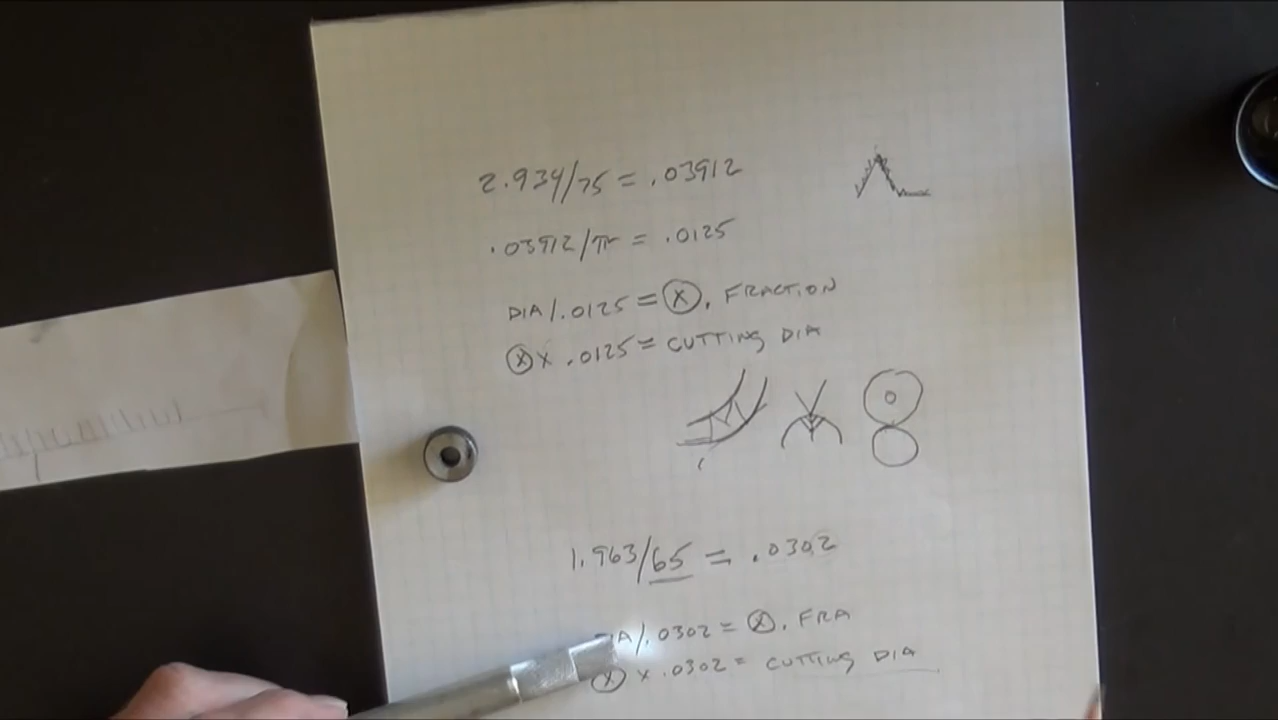 2.934/75 = .03912
.03912/π = .0125
DIA/.0125 = Ⓧ. FRACTION
Ⓧ x .0125 = CUTTING DIA
1.963/65 = .0302
DIA/.0302 = Ⓧ. FRA
Ⓧ x .0302 = CUTTING DIA